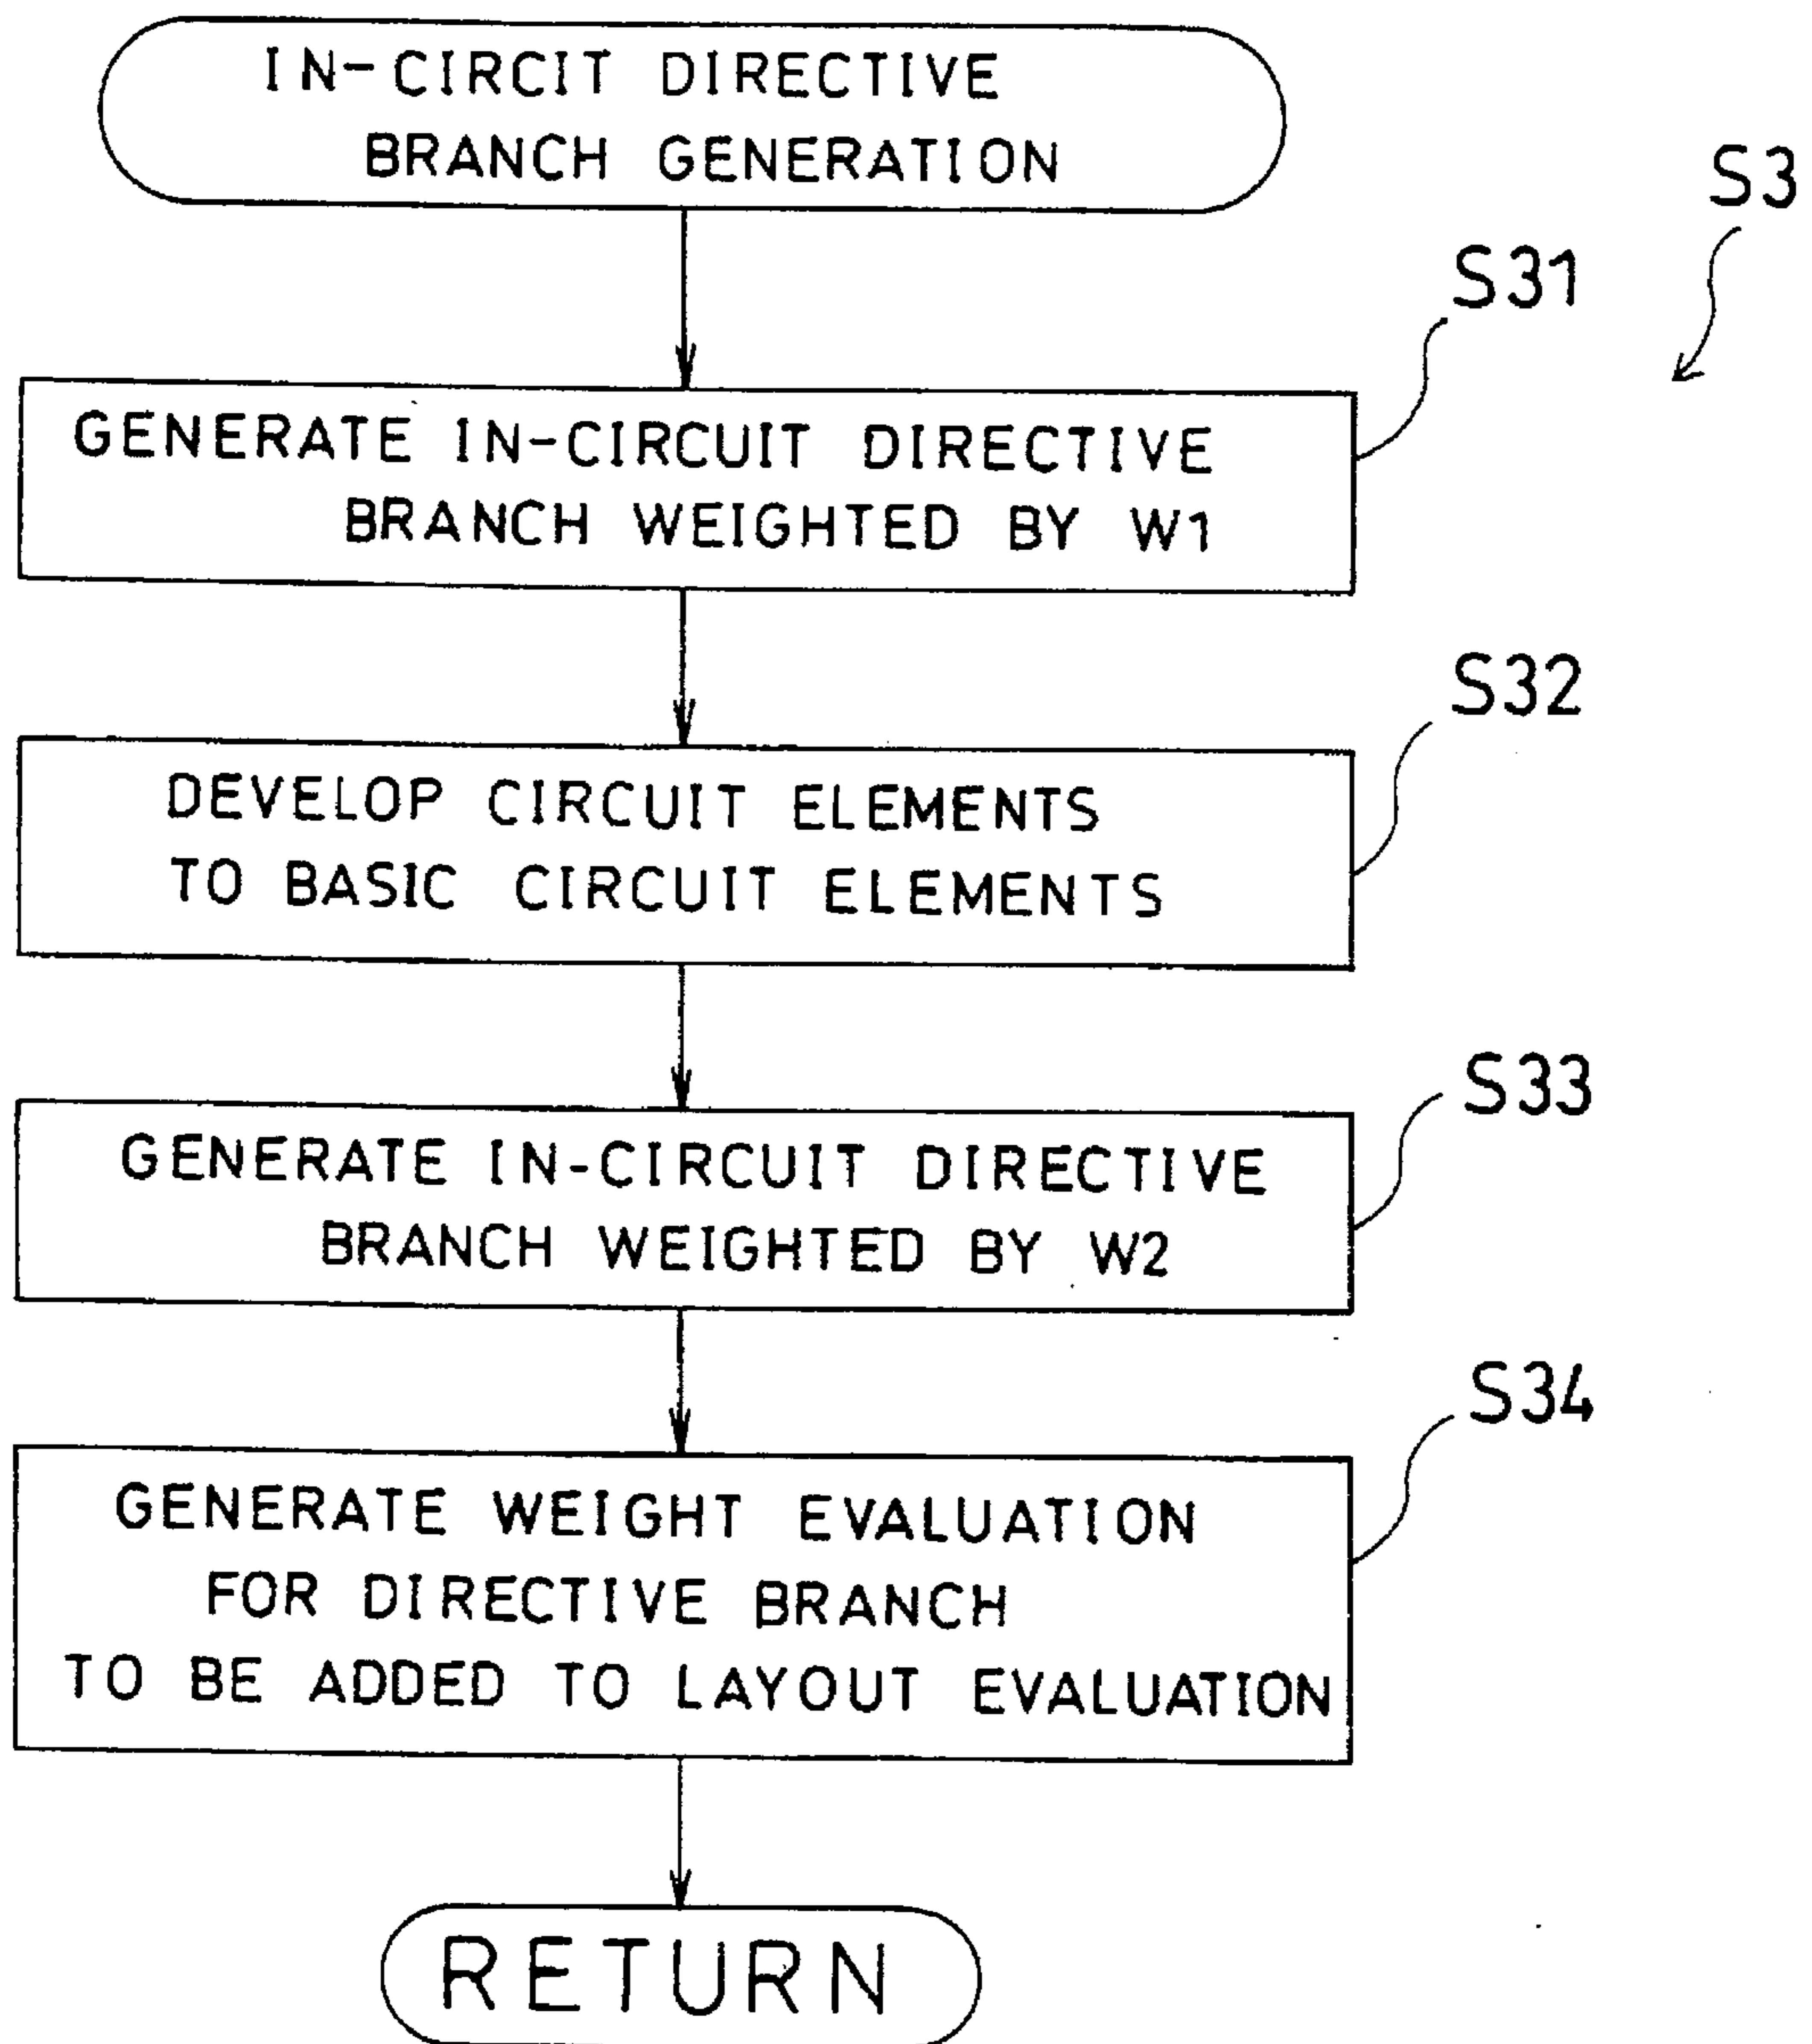 IN-CIRCIT DIRECTIVE
BRANCH GENERATION
S3
S31
GENERATE IN-CIRCUIT DIRECTIVE
BRANCH WEIGHTED BY W1
S32
DEVELOP CIRCUIT ELEMENTS
TO BASIC CIRCUIT ELEMENTS
S33
GENERATE IN-CIRCUIT DIRECTIVE
BRANCH WEIGHTED BY W2
S34
GENERATE WEIGHT EVALUATION
FOR DIRECTIVE BRANCH
TO BE ADDED TO LAYOUT EVALUATION
RETURN